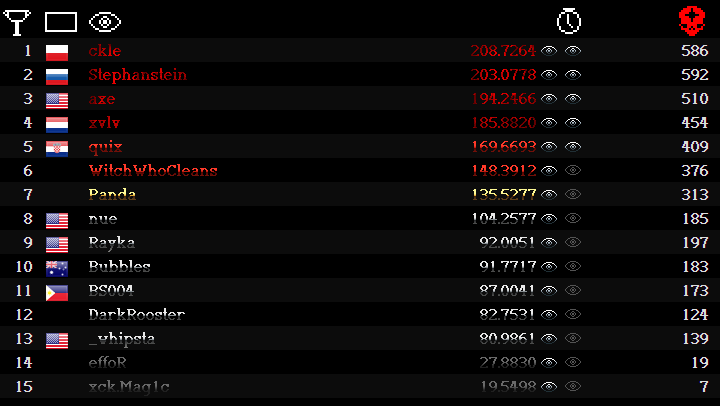 1 ckle 208.7264 586
2 Stephanstein 203.0778 592
3 axe 194.2466 510
4 xvlv 185.8820 454
5 quix 169.6693 409
6 WitchWhoCleans 148.3912 376
7 Panda 135.5277 313
8 nue 104.2577 185
9 Rayka 92.0051 197
10 Bubbles 91.7717 183
11 BS004 87.0041 173
12 DarkRooster 82.7531 124
13 _vhipsta 80.9861 139
14 effoR 27.8830 19
15 xck.Mag1c 19.5498 7